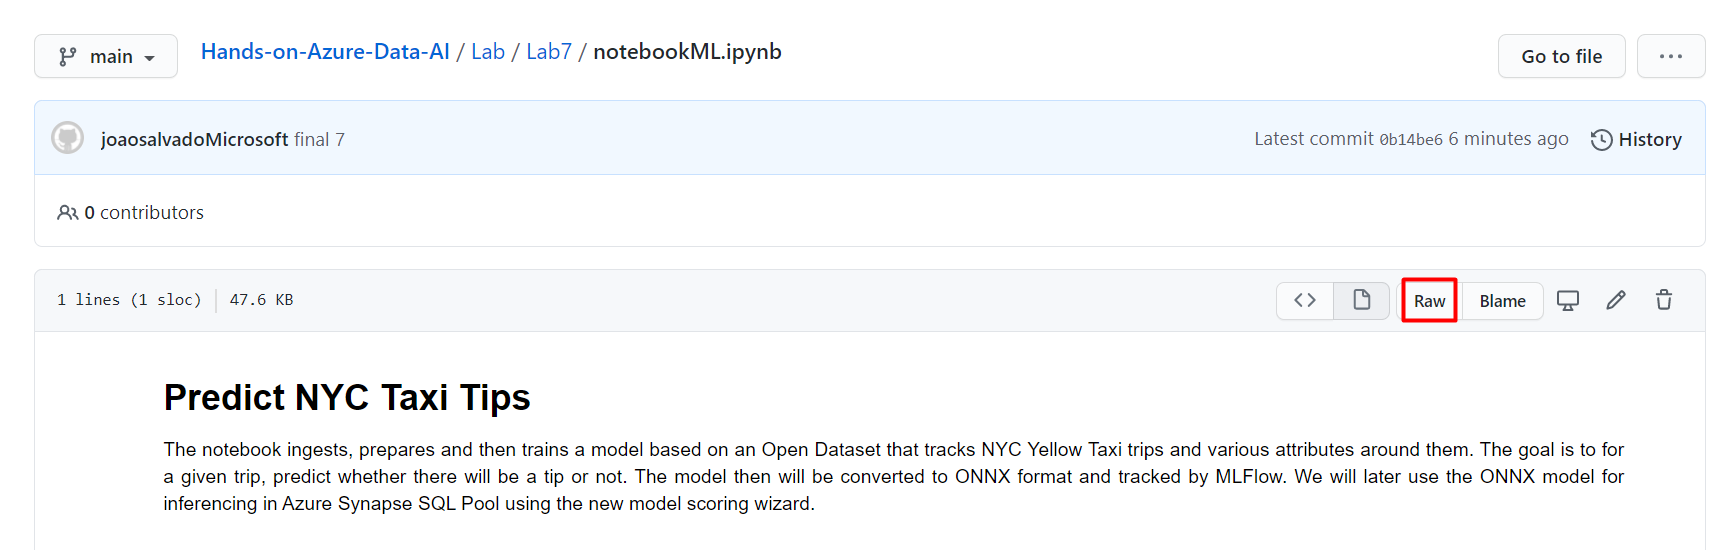 main
Hands-on-Azure-Data-AI / Lab / Lab7 / notebookML.ipynb
Go to file
...
joaosalvadoMicrosoft final 7
Latest commit 0b14be6 6 minutes ago
History
0 contributors
1 lines (1 sloc) | 47.6 KB
<>
Raw
Blame
Predict NYC Taxi Tips
The notebook ingests, prepares and then trains a model based on an Open Dataset that tracks NYC Yellow Taxi trips and various attributes around them. The goal is to for
a given trip, predict whether there will be a tip or not. The model then will be converted to ONNX format and tracked by MLFlow. We will later use the ONNX model for
inferencing in Azure Synapse SQL Pool using the new model scoring wizard.